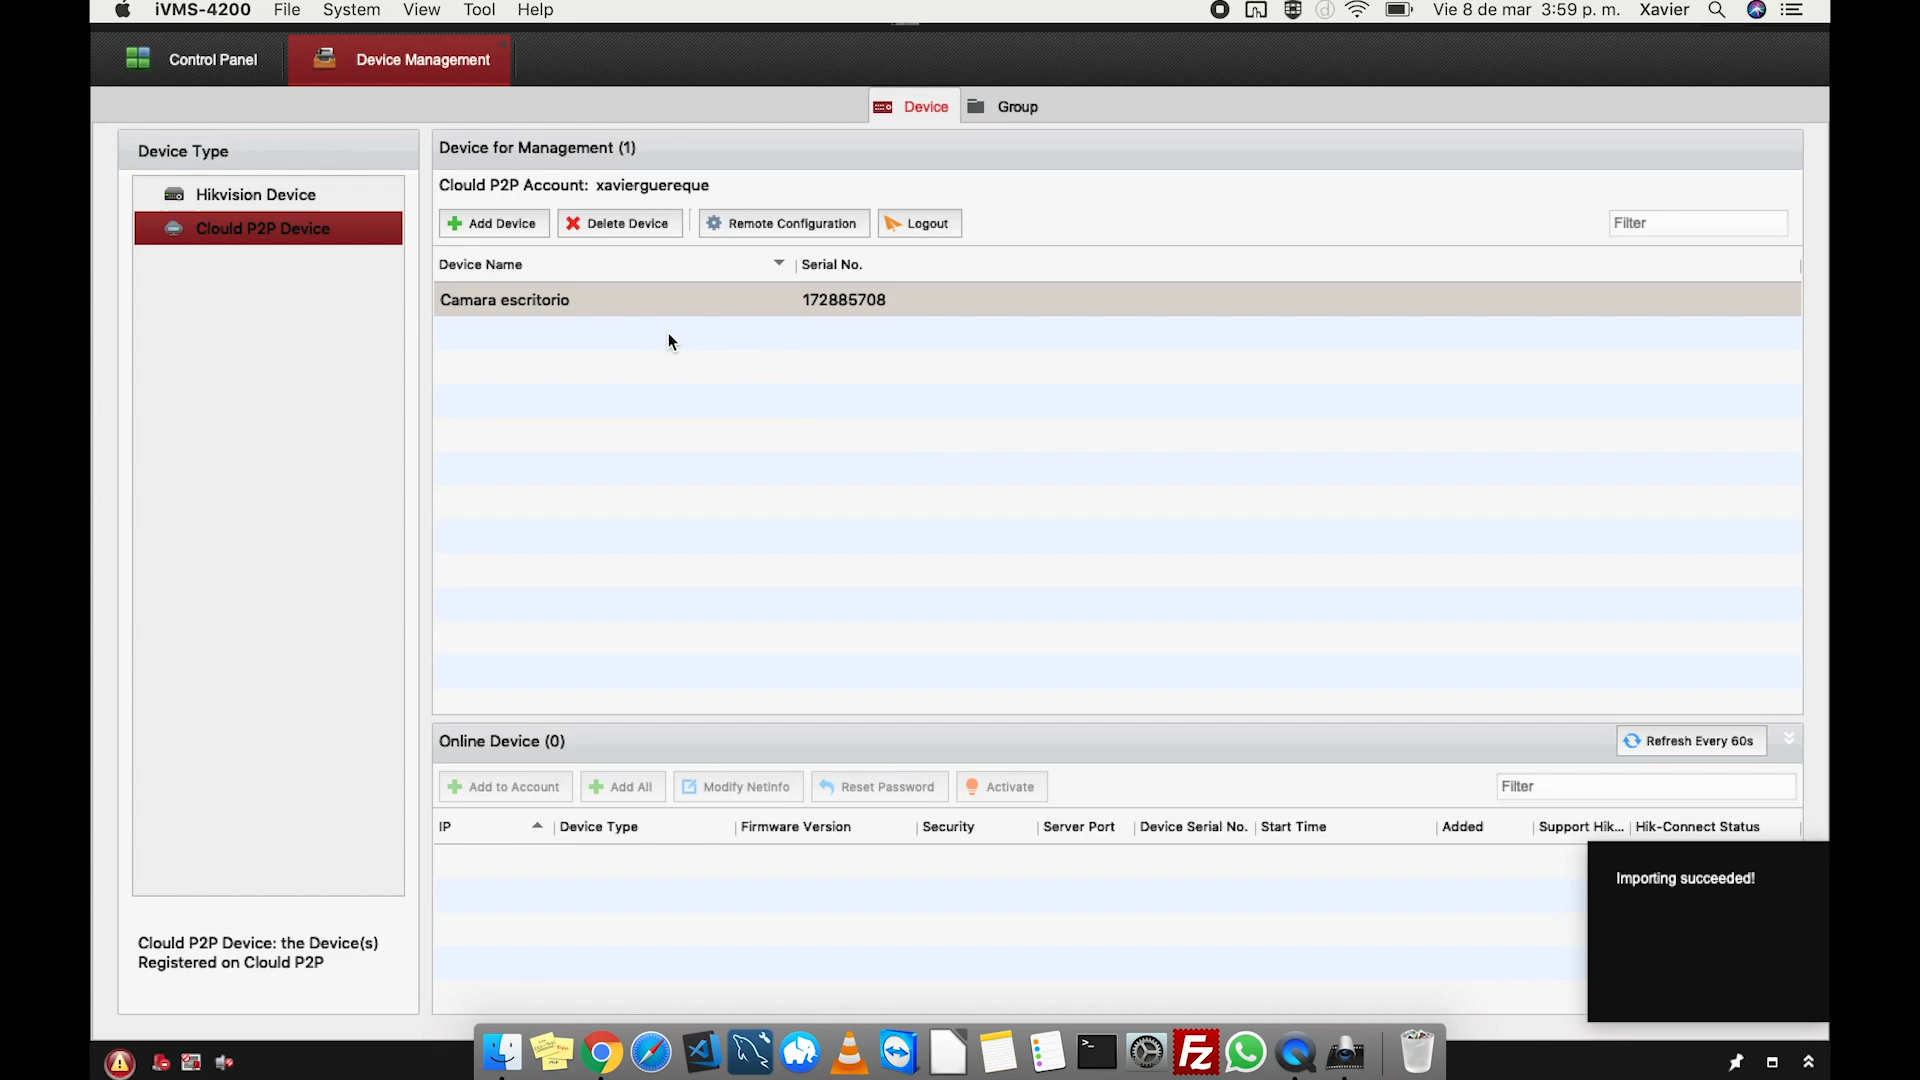 iVMS-4200 File System View Tool Help
Vie 8 de mar 3:59 p. m. Xavier
Control Panel
Device Management
Device
Group
Device Type
Hikvision Device
Clould P2P Device
Clould P2P Device: the Device(s)
Registered on Clould P2P
Device for Management (1)
Clould P2P Account: xavierguereque
Add Device
Delete Device
Remote Configuration
Logout
Filter
Device Name
Serial No.
Camara escritorio
172885708
Online Device (0)
Refresh Every 60s
Add to Account
Add All
Modify Netinfo
Reset Password
Activate
Filter
IP
Device Type
Firmware Version
Security
Server Port
Device Serial No.
Start Time
Added
Support Hik...
Hik-Connect Status
Importing succeeded!